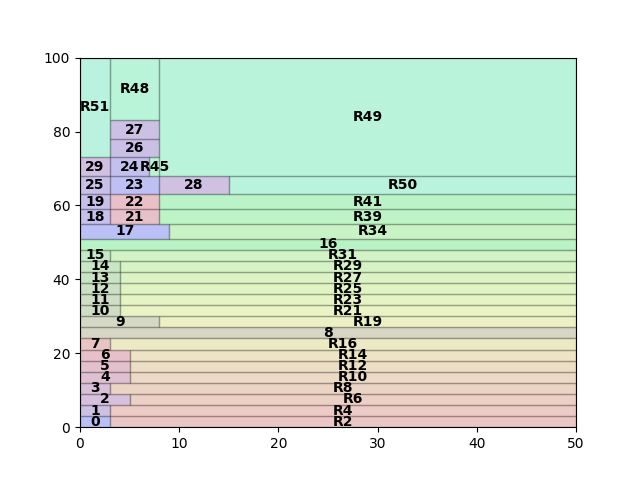 100
R48
R51
R49
80
27
26
29 24 R45
25 23 28 R50
60
19 22 R41
18 21 R39
17 R34
16
15 R31
40
14 R29
13 R27
12 R25
11 R23
10 R21
9 R19
8
20
7 R16
6 R14
5 R12
4 R10
3 R8
2 R6
1 R4
0 0 R2
0 10 20 30 40 50